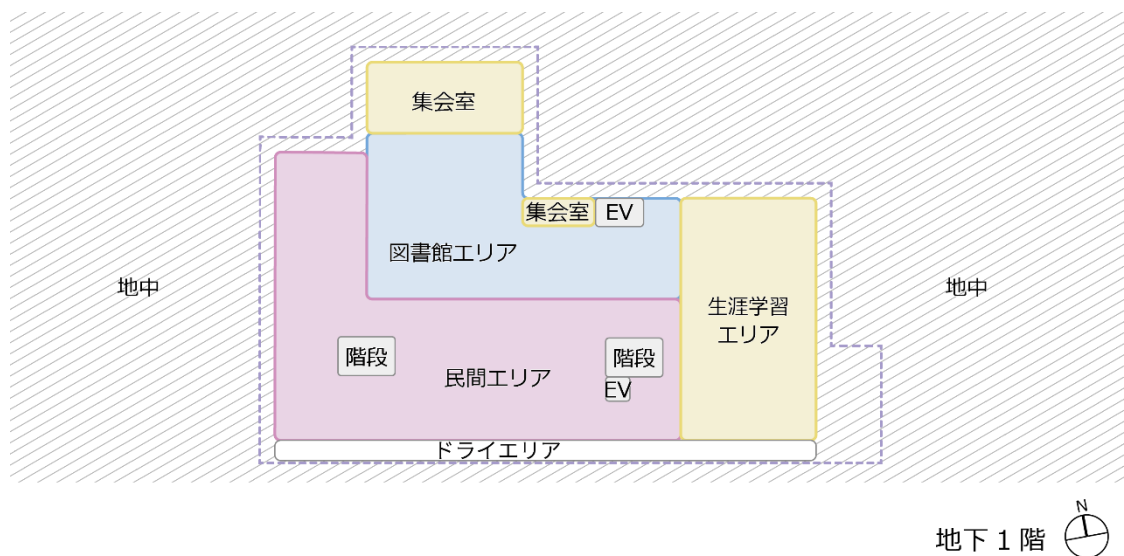 集会室
集会室
EV
図書館エリア
地中
地中
生涯学習
エリア
階段
階段
民間エリア
EV
ドライエリア
N
地下1階